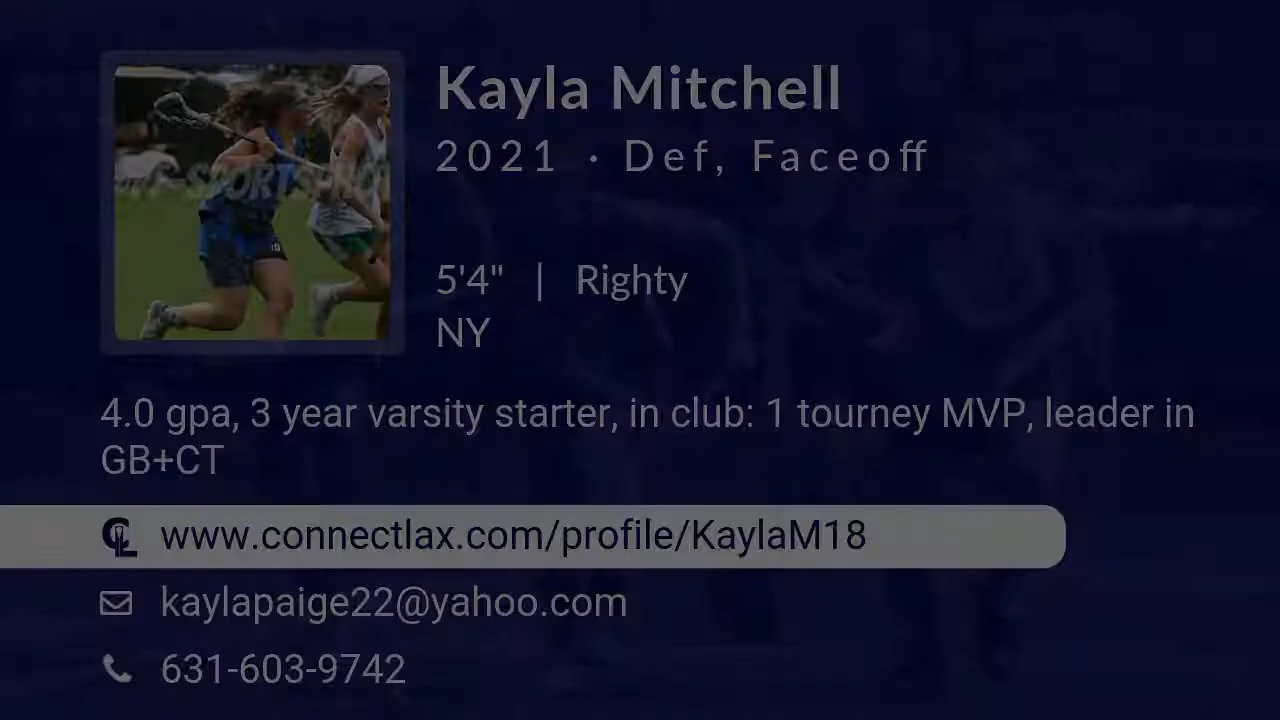 Kayla Mitchell
2021 · Def, Faceoff
5'4" | Righty
NY
4.0 gpa, 3 year varsity starter, in club: 1 tourney MVP, leader in
GB+CT
CL www.connectlax.com/profile/KaylaM18
kaylapaige22@yahoo.com
631-603-9742